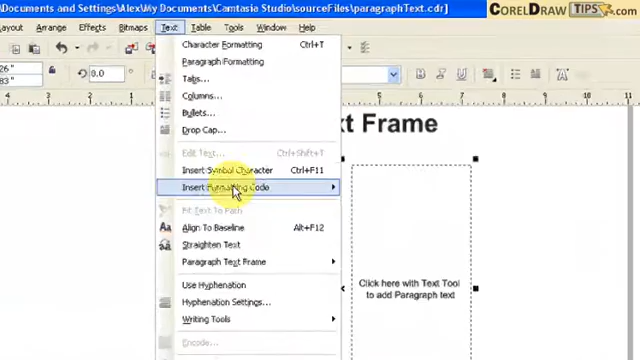 Documents and Settings\Alex\My Documents\Camtasia Studio\sourceFiles\paragraphText.cdr]
CORELDRAW TIPS.COM
Layout Arrange Effects Bitmaps Text Table Tools Window Help
26"
83"
9.0
Character Formatting Ctrl+T
Paragraph Formatting
Tabs...
Columns...
Bullets...
Drop Cap...
Edit Text... Ctrl+Shift+T
Insert Symbol Character Ctrl+F11
Insert Formatting Code
Fit Text To Path
Align To Baseline Alt+F12
Straighten Text
Paragraph Text Frame
Use Hyphenation
Hyphenation Settings...
Writing Tools
Encode...
xt Frame
Click here with Text Tool
to add Paragraph text